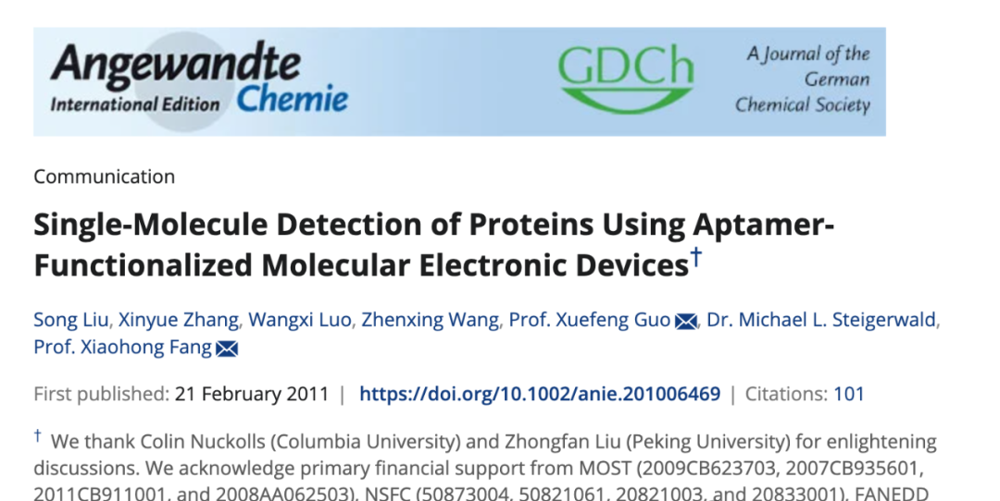 Angewandte
International Edition Chemie
GDCh
A Journal of the
German
Chemical Society
Communication
Single-Molecule Detection of Proteins Using Aptamer-
Functionalized Molecular Electronic Devices†
Song Liu, Xinyue Zhang, Wangxi Luo, Zhenxing Wang, Prof. Xuefeng Guo, Dr. Michael L. Steigerwald,
Prof. Xiaohong Fang
First published: 21 February 2011 | https://doi.org/10.1002/anie.201006469 | Citations: 101
† We thank Colin Nuckolls (Columbia University) and Zhongfan Liu (Peking University) for enlightening
discussions. We acknowledge primary financial support from MOST (2009CB623703, 2007CB935601,
2011CB911001, and 2008AA062503), NSFC (50873004, 50821061, 20821003, and 20833001), FANEDD